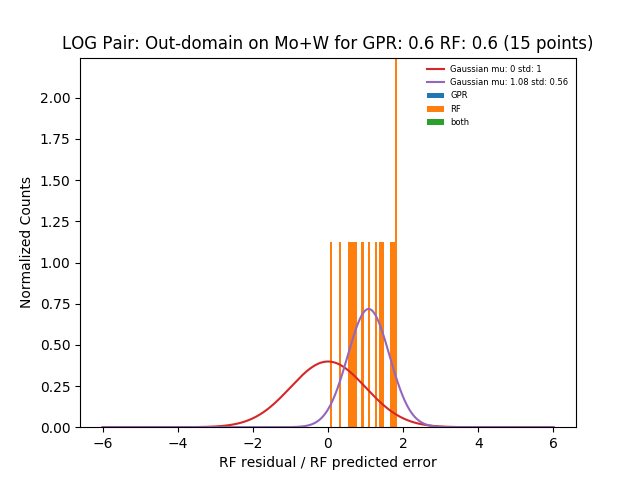 LOG Pair: Out-domain on Mo+W for GPR: 0.6 RF: 0.6 (15 points)
Gaussian mu: 0 std: 1
Gaussian mu: 1.08 std: 0.56
GPR
RF
both
Normalized Counts
2.00
1.75
1.50
1.25
1.00
0.75
0.50
0.25
0.00
−6 −4 −2 0 2 4 6
RF residual / RF predicted error